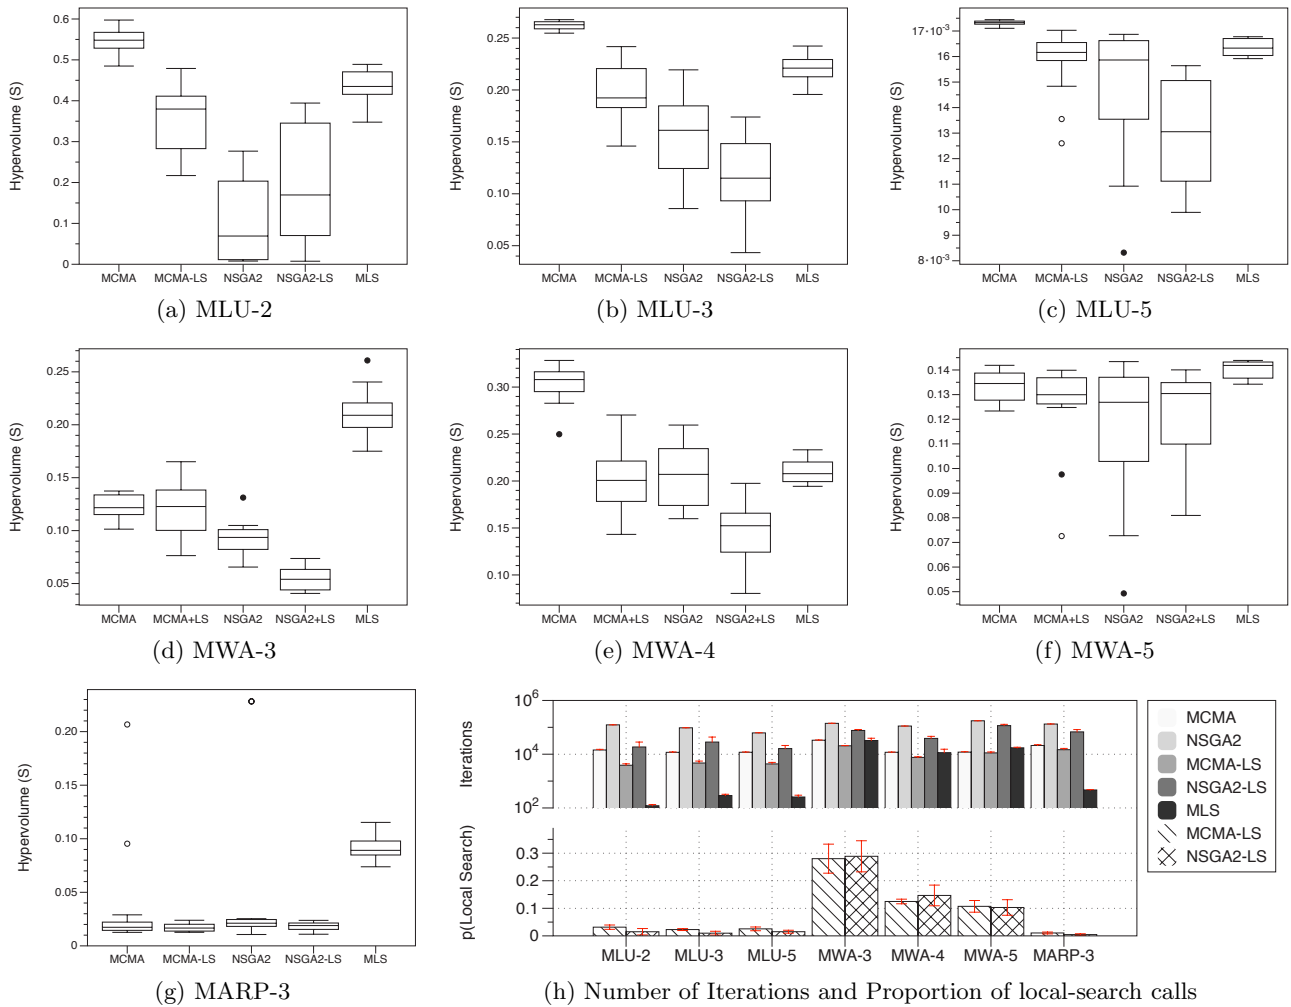 Hypervolume (S)
0.6
0.5
0.4
0.3
0.2
0.1
0
MCMA MCMA-LS NSGA2 NSGA2-LS MLS
(a) MLU-2
Hypervolume (S)
0.25
0.20
0.15
0.10
0.05
MCMA MCMA-LS NSGA2 NSGA2-LS MLS
(b) MLU-3
Hypervolume (S)
17·10⁻³
16
15
14
13
12
11
15
9
8·10⁻³
MCMA MCMA-LS NSGA2 NSGA2-LS MLS
(c) MLU-5
Hypervolume (S)
0.25
0.20
0.15
0.10
0.05
MCMA MCMA+LS NSGA2 NSGA2+LS MLS
(d) MWA-3
Hypervolume (S)
0.30
0.25
0.20
0.15
0.10
MCMA MCMA+LS NSGA2 NSGA2+LS MLS
(e) MWA-4
Hypervolume (S)
0.14
0.13
0.12
0.11
0.10
0.09
0.08
0.07
0.06
0.05
MCMA MCMA+LS NSGA2 NSGA2+LS MLS
(f) MWA-5
Hypervolume (S)
0.20
0.15
0.10
0.05
0
MCMA MCMA-LS NSGA2 NSGA2-LS MLS
(g) MARP-3
Iterations
10⁶
10⁴
10²
p(Local Search)
0.3
0.2
0.1
0
MLU-2 MLU-3 MLU-5 MWA-3 MWA-4 MWA-5 MARP-3
MCMA
NSGA2
MCMA-LS
NSGA2-LS
MLS
MCMA-LS
NSGA2-LS
(h) Number of Iterations and Proportion of local-search calls